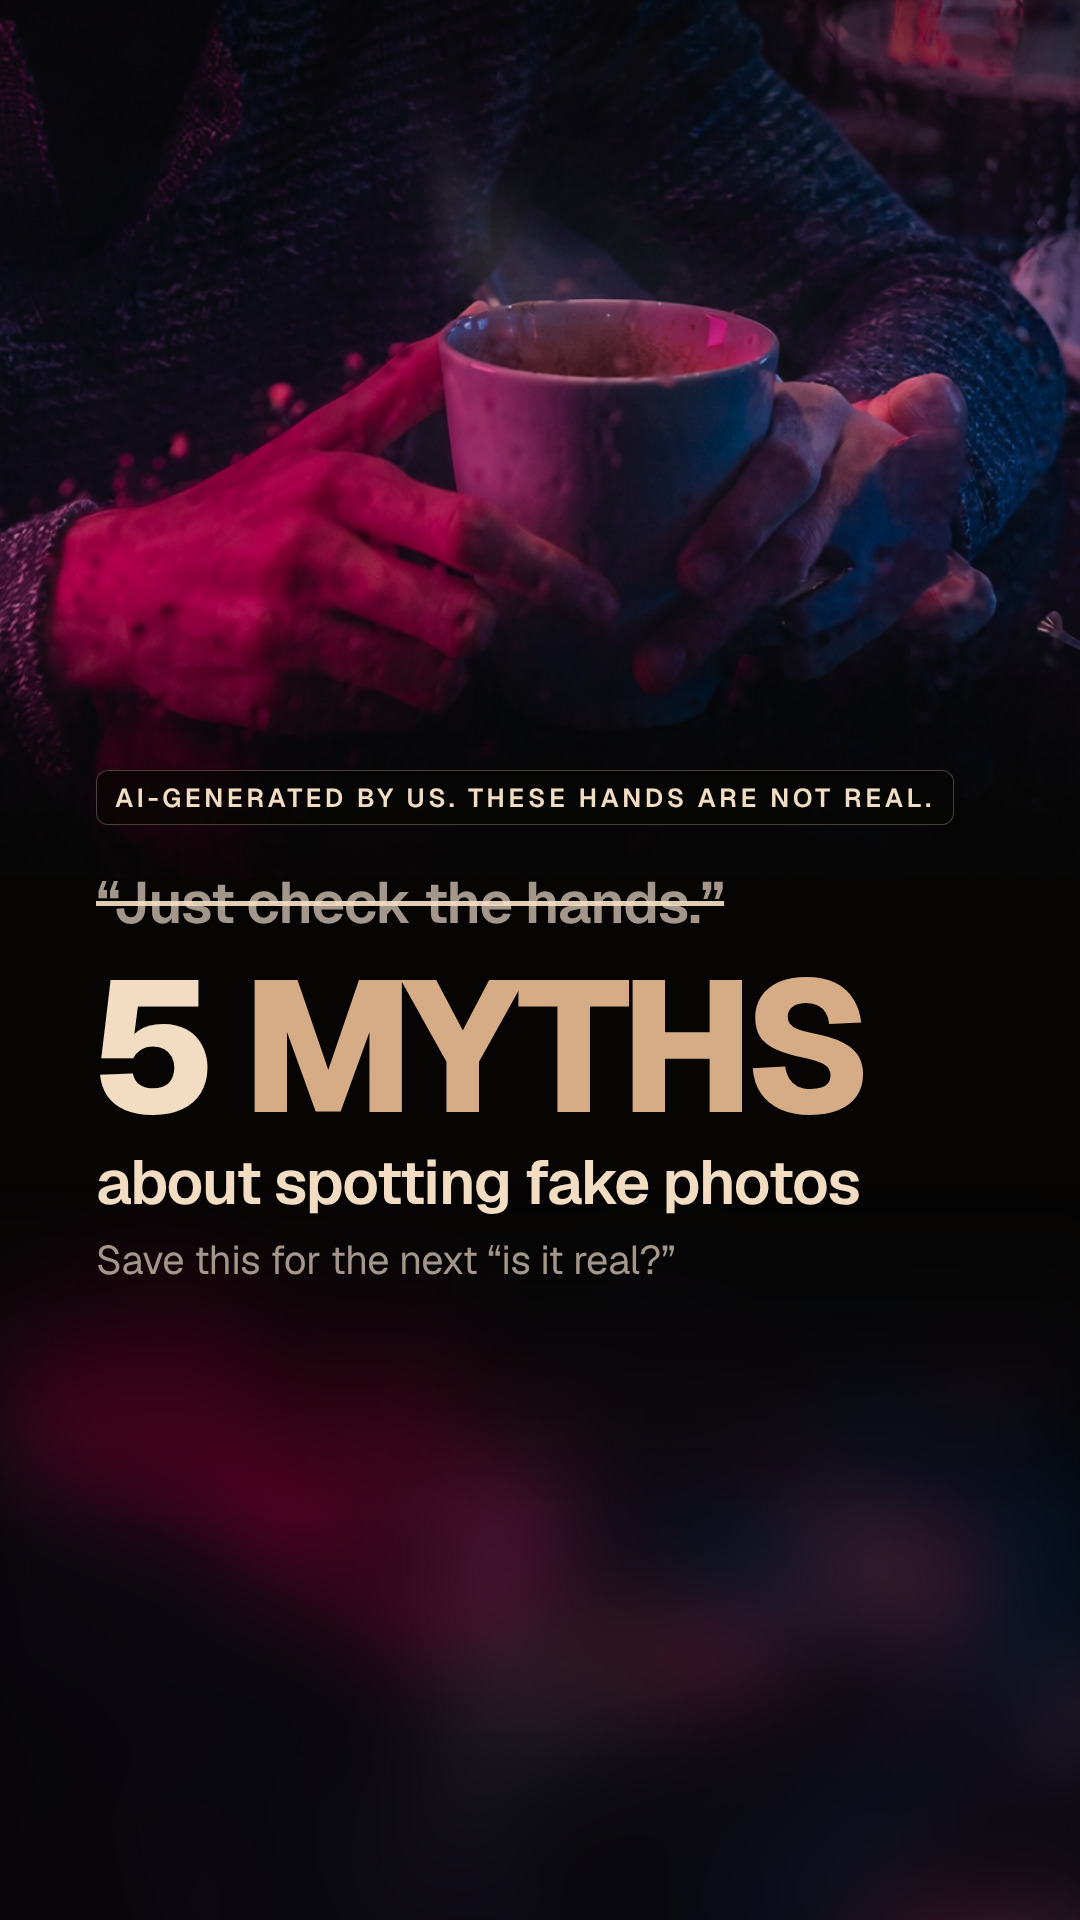 AI-GENERATED BY US. THESE HANDS ARE NOT REAL.
“Just check the hands.”
5 MYTHS
about spotting fake photos
Save this for the next “is it real?”